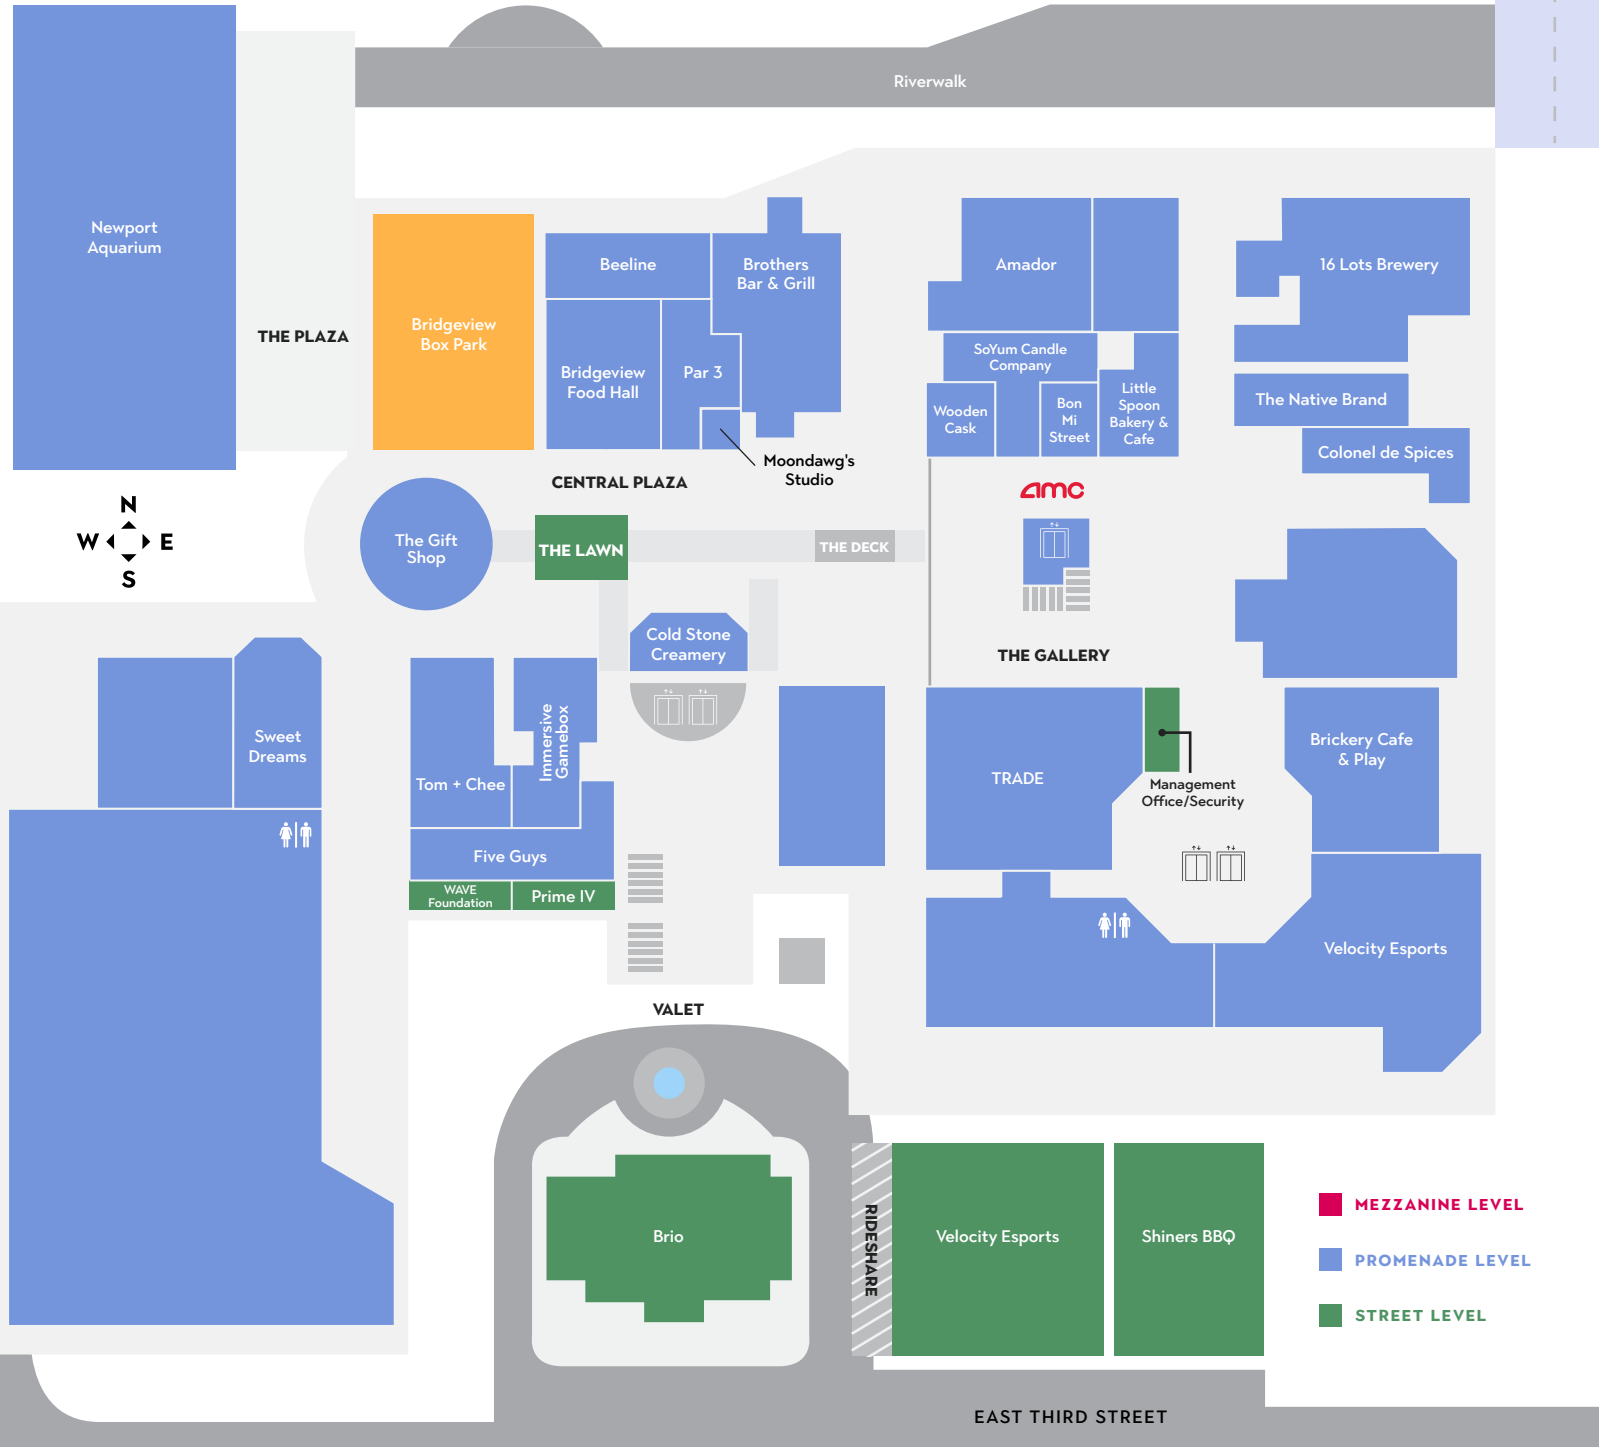 Riverwalk
Newport
Aquarium
THE PLAZA
Bridgeview
Box Park
Beeline
Brothers
Bar & Grill
Bridgeview
Food Hall
Par 3
Moondawg's
Studio
Amador
SoYum Candle
Company
Wooden
Cask
Bon
Mi
Street
Little
Spoon
Bakery &
Cafe
16 Lots Brewery
The Native Brand
Colonel de Spices
N
W
E
S
CENTRAL PLAZA
The Gift
Shop
THE LAWN
THE DECK
amc
Cold Stone
Creamery
THE GALLERY
Sweet
Dreams
Tom + Chee
Immersive
Gamebox
Five Guys
WAVE
Foundation
Prime IV
TRADE
Management
Office/Security
Brickery Cafe
& Play
Velocity Esports
VALET
Brio
RIDESHARE
Velocity Esports
Shiners BBQ
MEZZANINE LEVEL
PROMENADE LEVEL
STREET LEVEL
EAST THIRD STREET